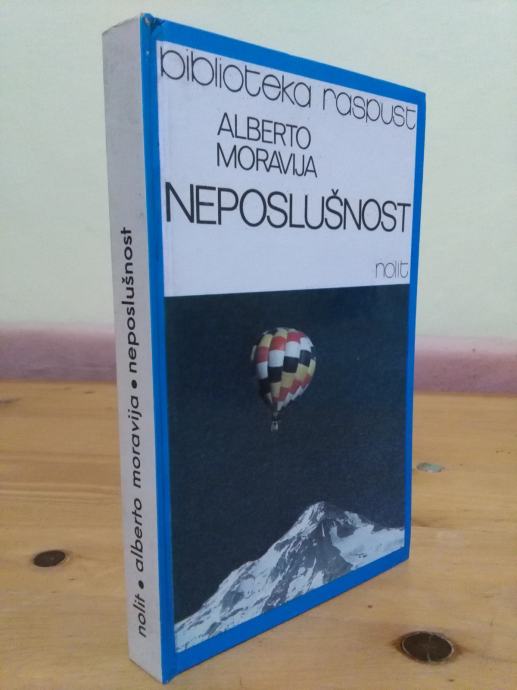 biblioteka raspust
ALBERTO
MORAVIJA
NEPOSLUŠNOST
nolit
nolit • alberto moravija • neposlušnost